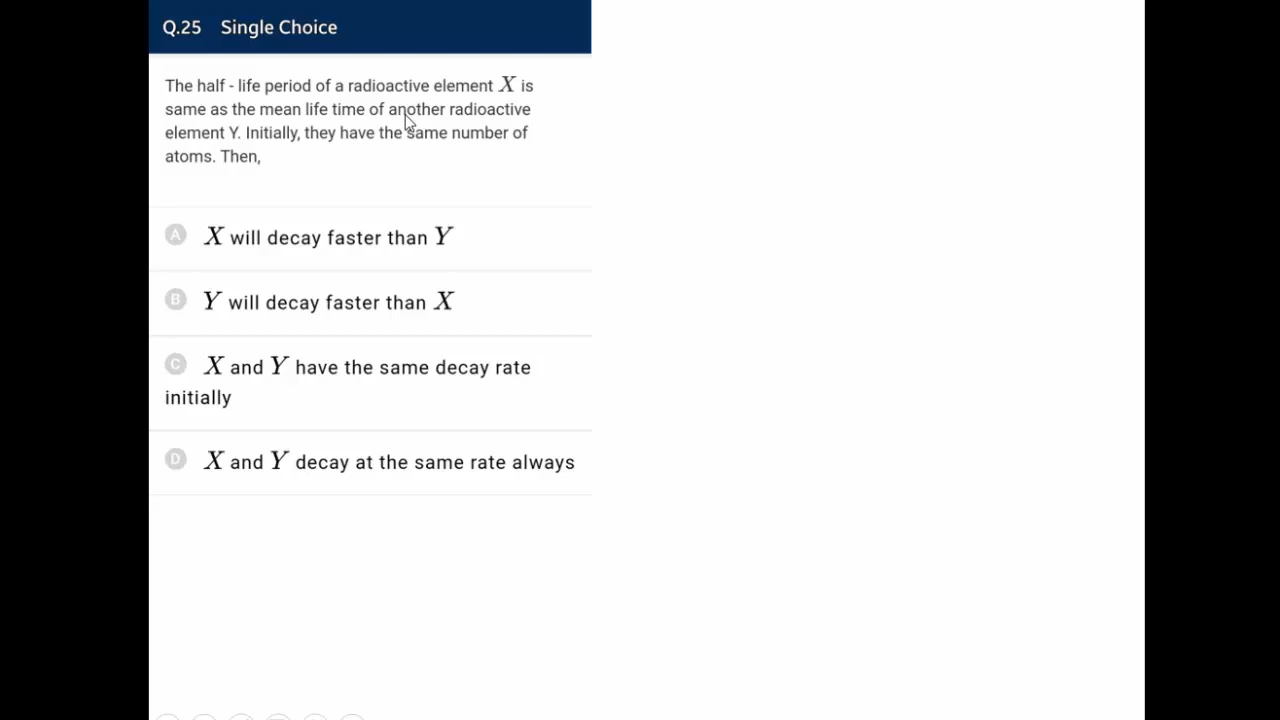 Q.25 Single Choice
The half - life period of a radioactive element X is
same as the mean life time of another radioactive
element Y. Initially, they have the same number of
atoms. Then,
A X will decay faster than Y
B Y will decay faster than X
C X and Y have the same decay rate
initially
D X and Y decay at the same rate always